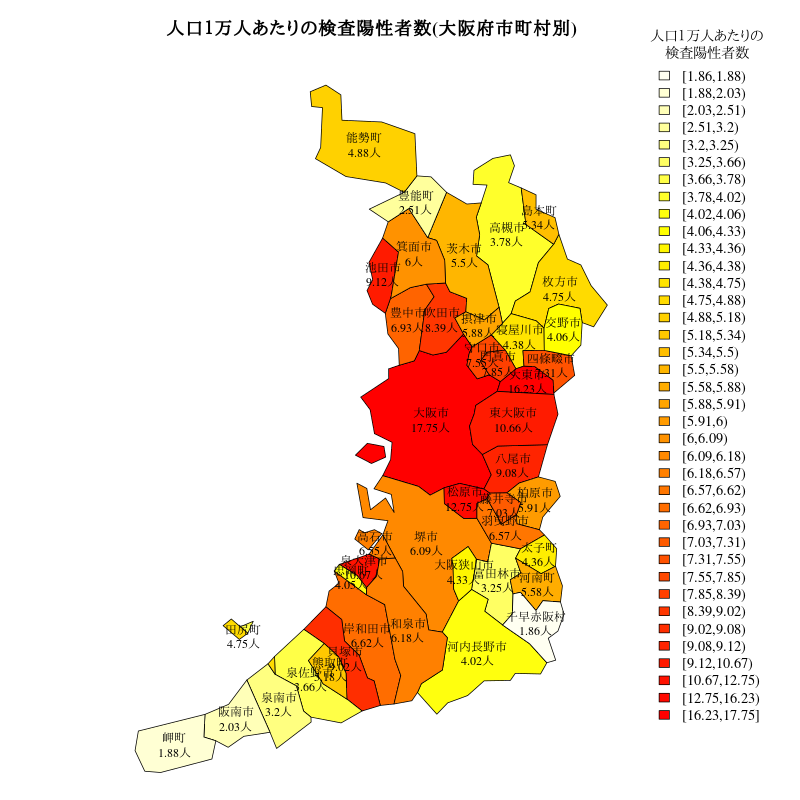 人口1万人あたりの検査陽性者数(大阪府市町村別)
人口1万人あたりの
検査陽性者数
[1.86,1.88)
[1.88,2.03)
[2.03,2.51)
[2.51,3.2)
[3.2,3.25)
[3.25,3.66)
[3.66,3.78)
[3.78,4.02)
[4.02,4.06)
[4.06,4.33)
[4.33,4.36)
[4.36,4.38)
[4.38,4.75)
[4.75,4.88)
[4.88,5.18)
[5.18,5.34)
[5.34,5.5)
[5.5,5.58)
[5.58,5.88)
[5.88,5.91)
[5.91,6)
[6,6.09)
[6.09,6.18)
[6.18,6.57)
[6.57,6.62)
[6.62,6.93)
[6.93,7.03)
[7.03,7.31)
[7.31,7.55)
[7.55,7.85)
[7.85,8.39)
[8.39,9.02)
[9.02,9.08)
[9.08,9.12)
[9.12,10.67)
[10.67,12.75)
[12.75,16.23)
[16.23,17.75]
能勢町
4.88人
豊能町
2.51人
島本町
5.34人
高槻市
3.78人
箕面市
6人
茨木市
5.5人
池田市
9.12人
枚方市
4.75人
豊中市
6.93人
吹田市
8.39人
摂津市
5.88人
寝屋川市
4.38人
交野市
4.06人
守口市
7.55人
門真市
7.85人
四條畷市
大東市
16.23人
大阪市
17.75人
東大阪市
10.66人
八尾市
9.08人
松原市
12.75人
藤井寺市
7.03人
柏原市
5.91人
羽曳野市
6.57人
高石市
堺市
6.09人
太子町
4.36人
泉大津市
10.67人
4.05人
大阪狭山市
4.33人
富田林市
3.25人
河南町
5.58人
千早赤阪村
1.86人
田尻町
4.75人
岸和田市
6.62人
和泉市
6.18人
河内長野市
4.02人
貝塚市
9.02人
熊取町
5.18人
泉佐野市
3.66人
泉南市
3.2人
阪南市
2.03人
岬町
1.88人